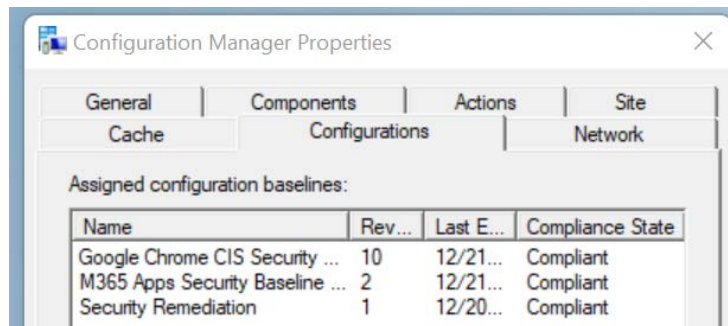 Configuration Manager Properties
General Components Actions Site
Cache Configurations Network
Assigned configuration baselines:
Name Rev... Last E... Compliance State
Google Chrome CIS Security ... 10 12/21... Compliant
M365 Apps Security Baseline ... 2 12/21... Compliant
Security Remediation 1 12/20... Compliant